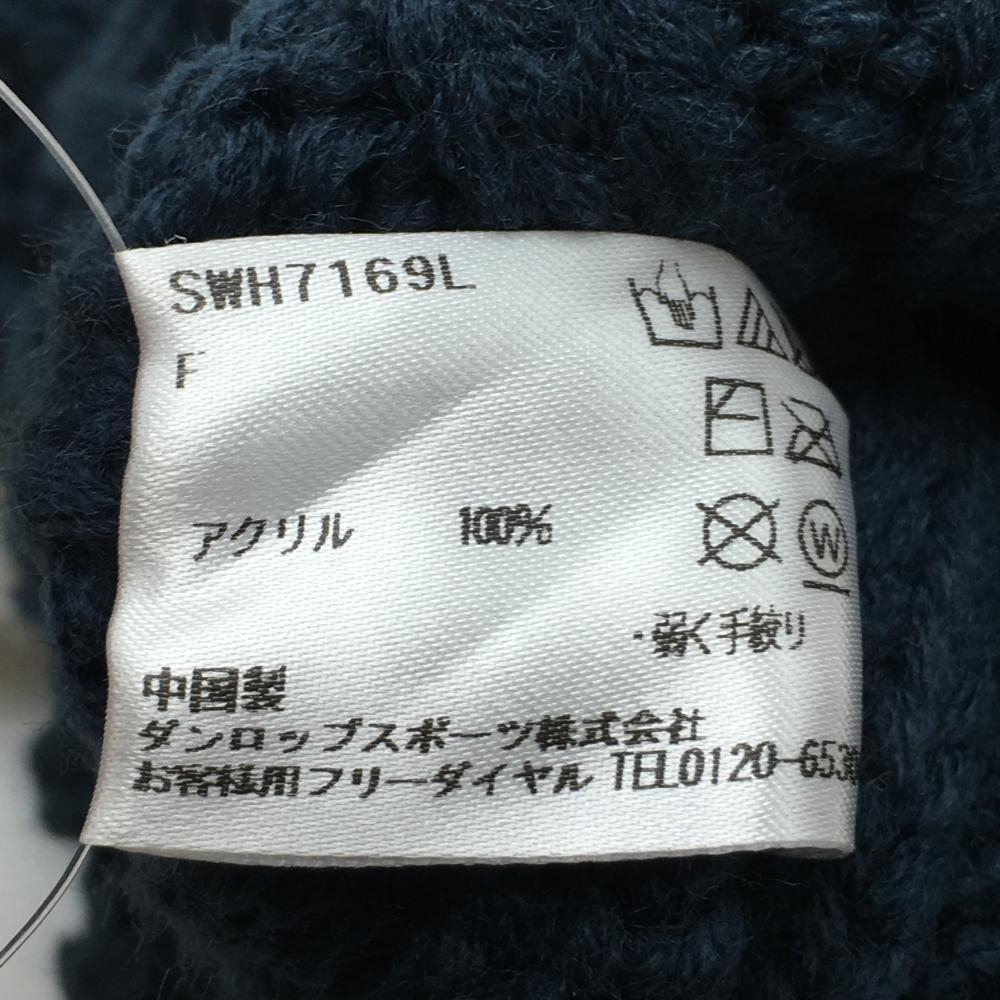 SWH7169L
F
アクリル 100%
・弱く手絞り
中国製
ダンロップスポーツ株式会社
お客様用フリーダイヤル TEL0120-653